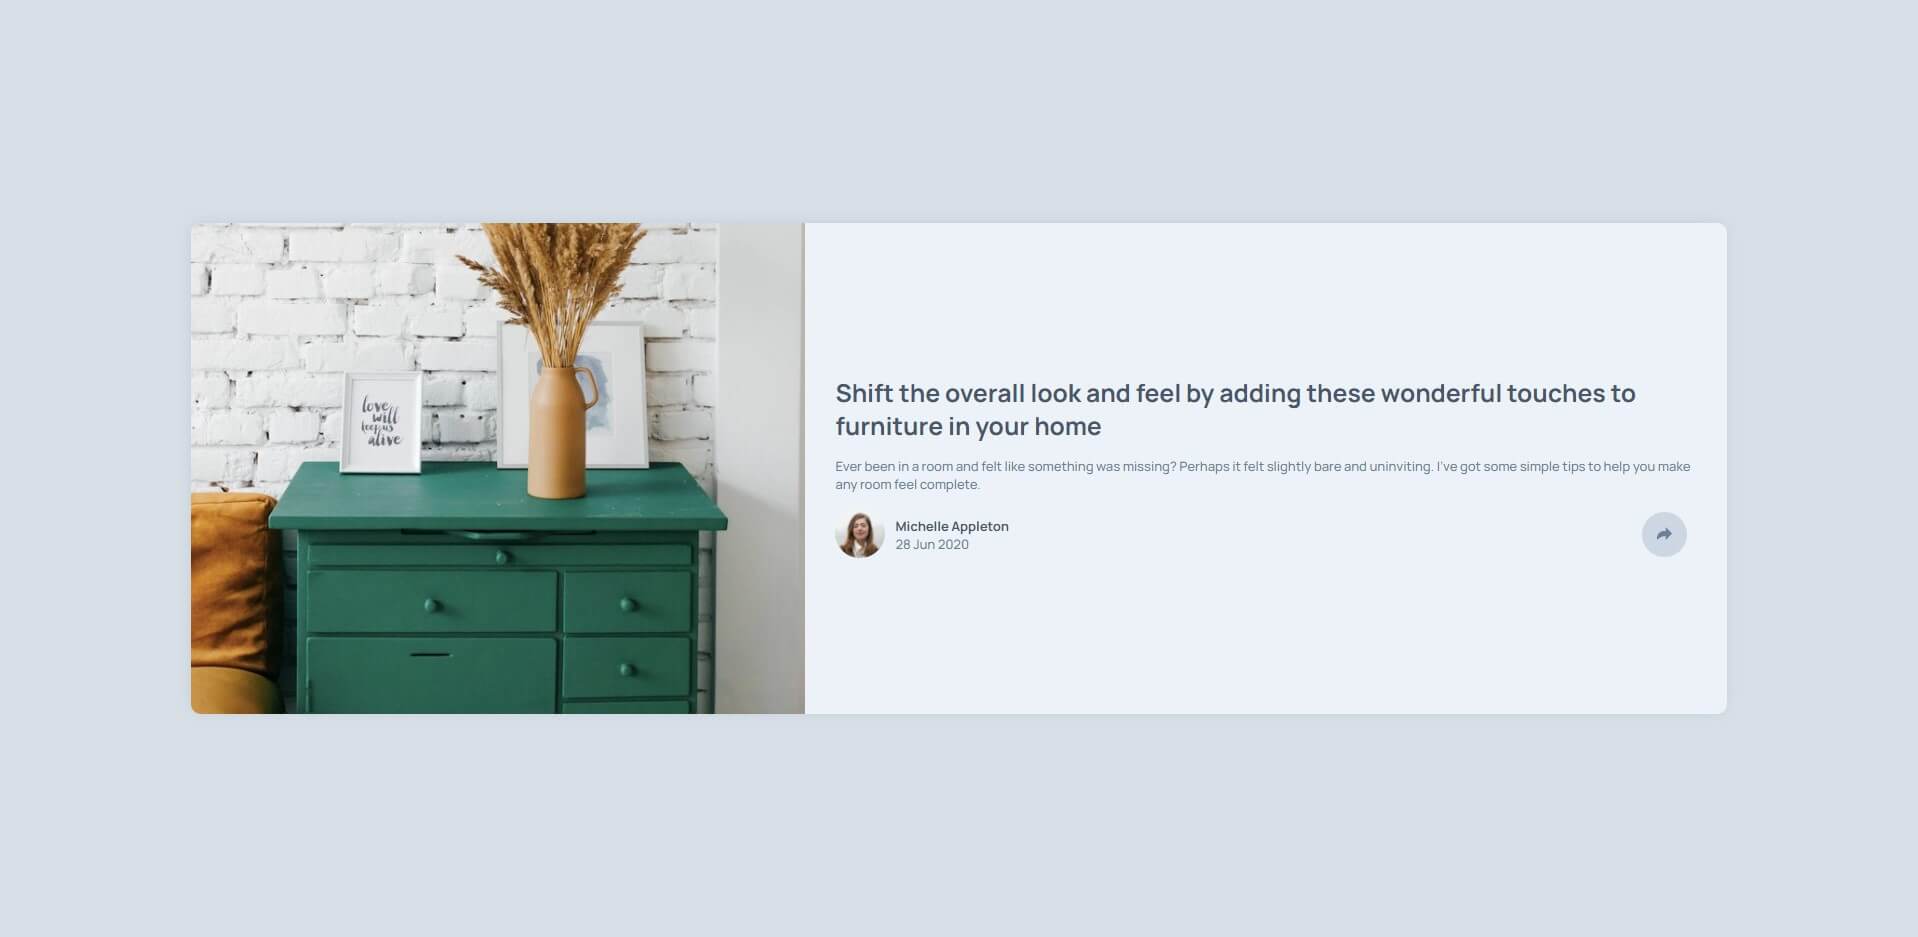 love
will
keep us
alive
Shift the overall look and feel by adding these wonderful touches to
furniture in your home
Ever been in a room and felt like something was missing? Perhaps it felt slightly bare and uninviting. I've got some simple tips to help you make
any room feel complete.
Michelle Appleton
28 Jun 2020